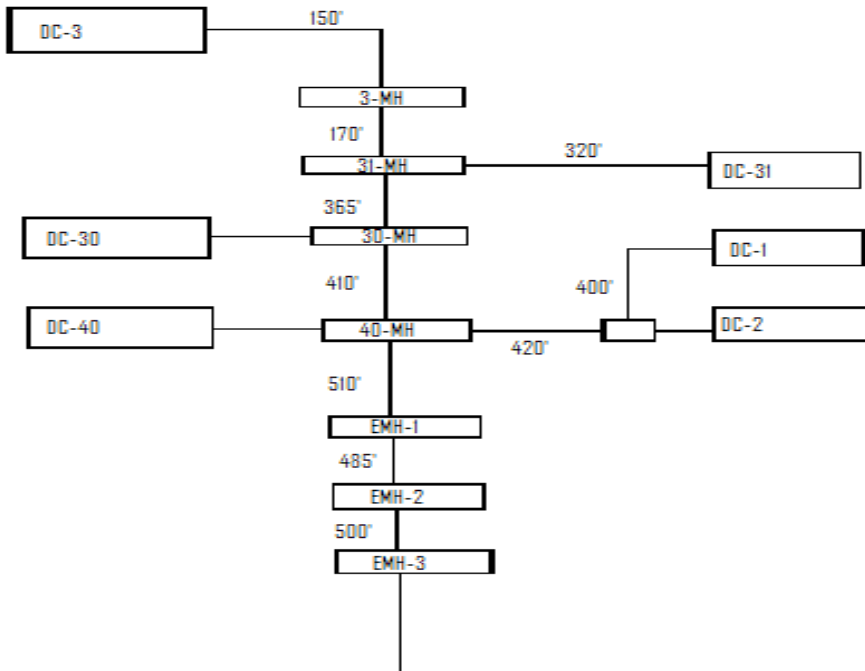 150"
DC-3
3-MH
170"
320"
31-MH
DC-31
365"
DC-30
30-MH
DC-1
410"
400"
DC-40
40-MH
DC-2
420"
510"
EMH-1
485"
EMH-2
500"
EMH-3